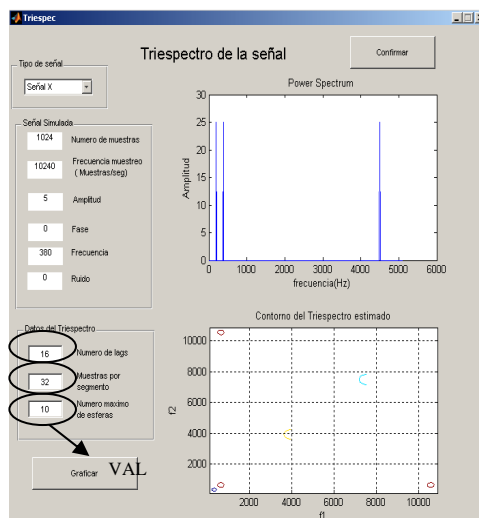 Triespec
Triespectro de la señal
Confirmar
Tipo de señal
Señal X
Señal Simulada
1024 Numero de muestras
10240 Frecuencia muestreo
( Muestras/seg)
5 Amplitud
0 Fase
380 Frecuencia
0 Ruido
Datos del Triespectro
16 Numero de lags
32 Muestras por
segmento
10 Numero maximo
de esferas
Graficar
VAL
Power Spectrum
Amplitud
30
25
20
15
10
5
0
0 1000 2000 3000 4000 5000 6000
frecuencia(Hz)
Contorno del Triespectro estimado
f2
10000
8000
6000
4000
2000
2000 4000 6000 8000 10000
f1